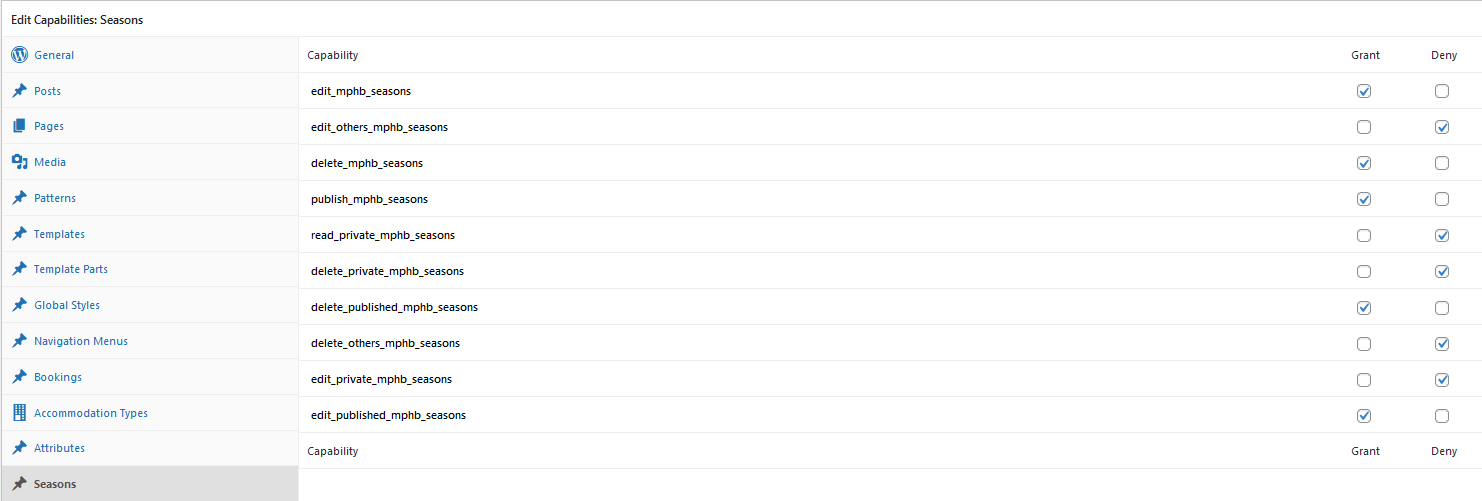 Edit Capabilities: Seasons
General
Capability Grant Deny
Posts
edit_mphb_seasons
Pages
edit_others_mphb_seasons
Media
delete_mphb_seasons
Patterns
publish_mphb_seasons
Templates
read_private_mphb_seasons
Template Parts
delete_private_mphb_seasons
Global Styles
delete_published_mphb_seasons
Navigation Menus
delete_others_mphb_seasons
Bookings
edit_private_mphb_seasons
Accommodation Types
edit_published_mphb_seasons
Attributes
Capability Grant Deny
Seasons